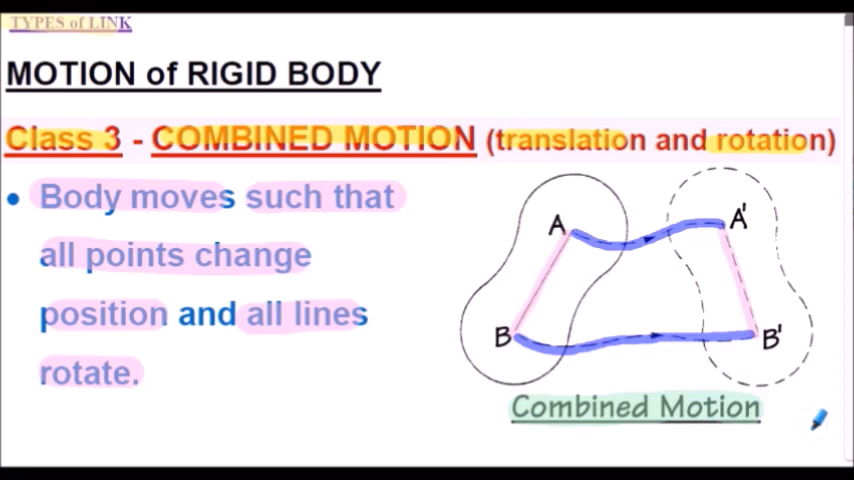 TYPES of LINK
MOTION of RIGID BODY
Class 3 - COMBINED MOTION (translation and rotation)
• Body moves such that
all points change
position and all lines
rotate.
A A'
B B'
Combined Motion